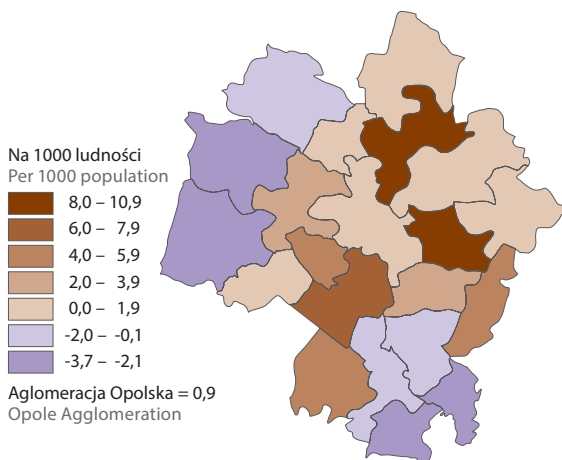 Na 1000 ludności
Per 1000 population
8,0 – 10,9
6,0 – 7,9
4,0 – 5,9
2,0 – 3,9
0,0 – 1,9
-2,0 – -0,1
-3,7 – -2,1
Aglomeracja Opolska = 0,9
Opole Agglomeration